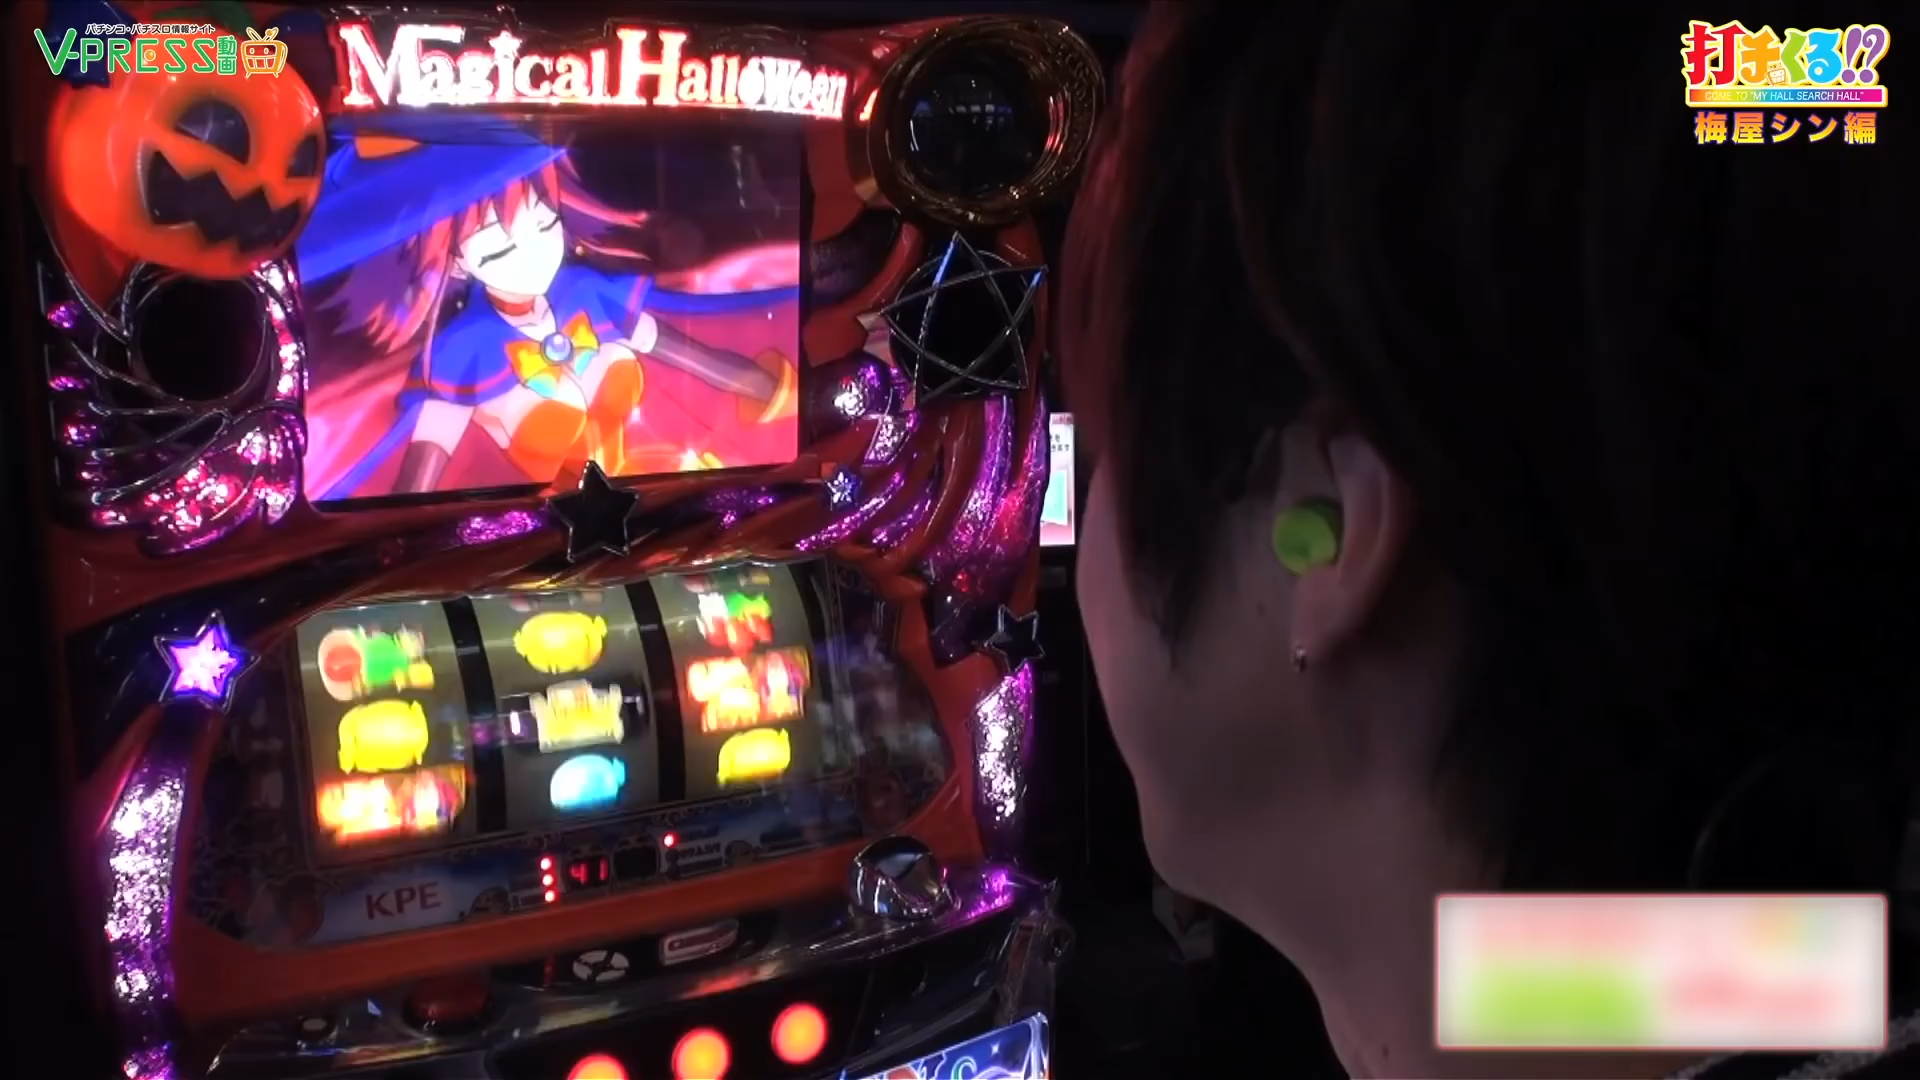 パチンコ・パチスロ情報サイト
V-PRESS動画
Magical Halloween
打チくる!?
COME TO "MY HALL SEARCH HALL"
梅屋シン編
41
KPE